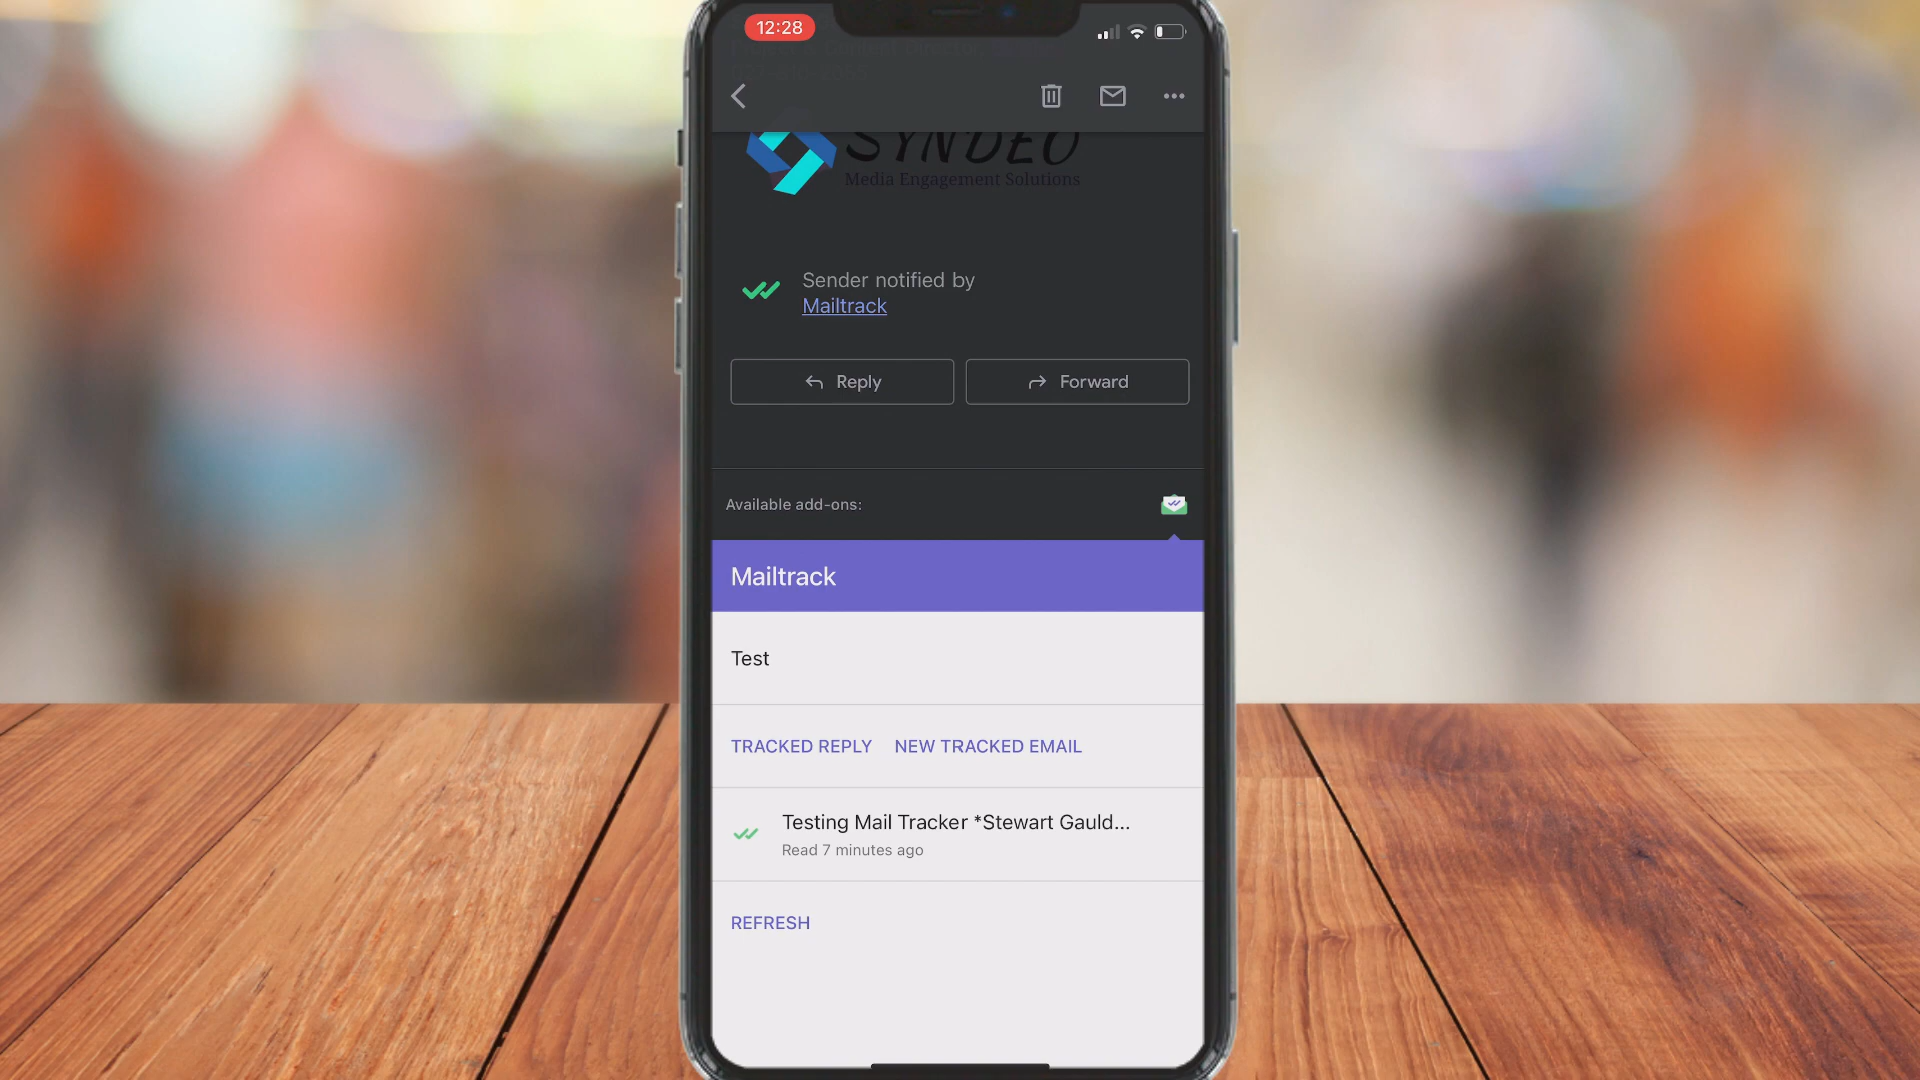 12:28
SYNDEO
Media Engagement Solutions
Sender notified by
Mailtrack
Reply
Forward
Available add-ons:
Mailtrack
Test
TRACKED REPLY
NEW TRACKED EMAIL
Testing Mail Tracker *Stewart Gauld...
Read 7 minutes ago
REFRESH